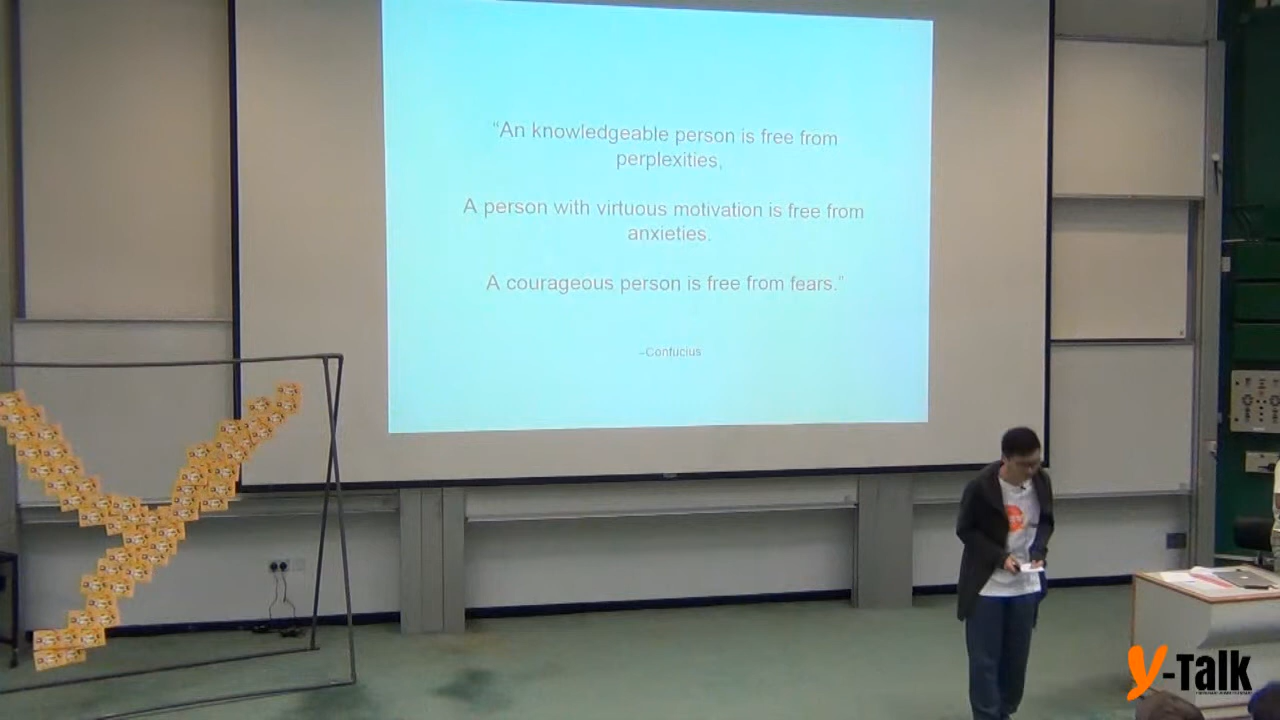 “An knowledgeable person is free from
perplexities,
A person with virtuous motivation is free from
anxieties.
A courageous person is free from fears.”
–Confucius
Y-Talk